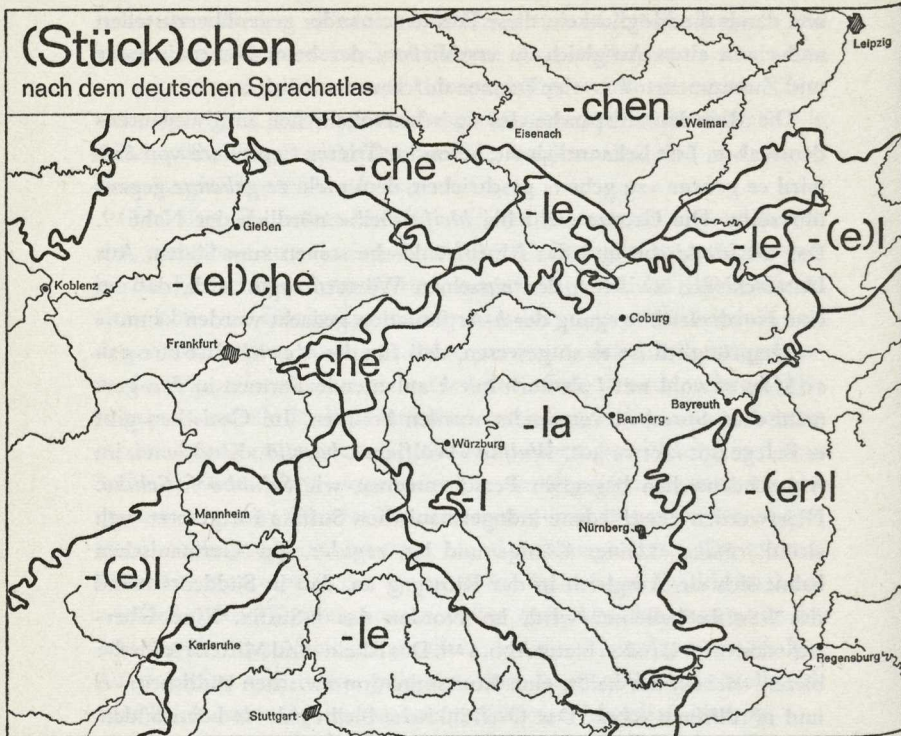 (Stück)chen
nach dem deutschen Sprachatlas
Leipzig
-chen
Weimar
Eisenach
-che
-le
Gießen
-le
(e)l
-(el)che
Koblenz
Coburg
Frankfurt
-che
Bayreuth
-la
Bamberg
Würzburg
-(er)l
-li
Mannheim
Nürnberg
-(e)l
-le
Karlsruhe
Regensburg
Stuttgart